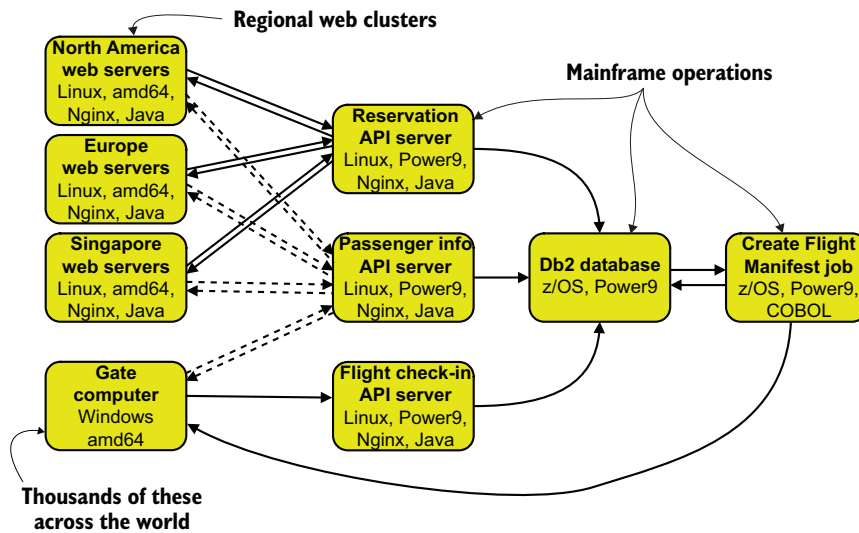 Regional web clusters
North America
web servers
Linux, amd64,
Nginx, Java
Mainframe operations
Reservation
API server
Linux, Power9,
Nginx, Java
Europe
web servers
Linux, amd64,
Nginx, Java
Singapore
web servers
Linux, amd64,
Nginx, Java
Passenger info
API server
Linux, Power9,
Nginx, Java
Db2 database
z/OS, Power9
Create Flight
Manifest job
z/OS, Power9,
COBOL
Gate
computer
Windows
amd64
Flight check-in
API server
Linux, Power9,
Nginx, Java
Thousands of these
across the world